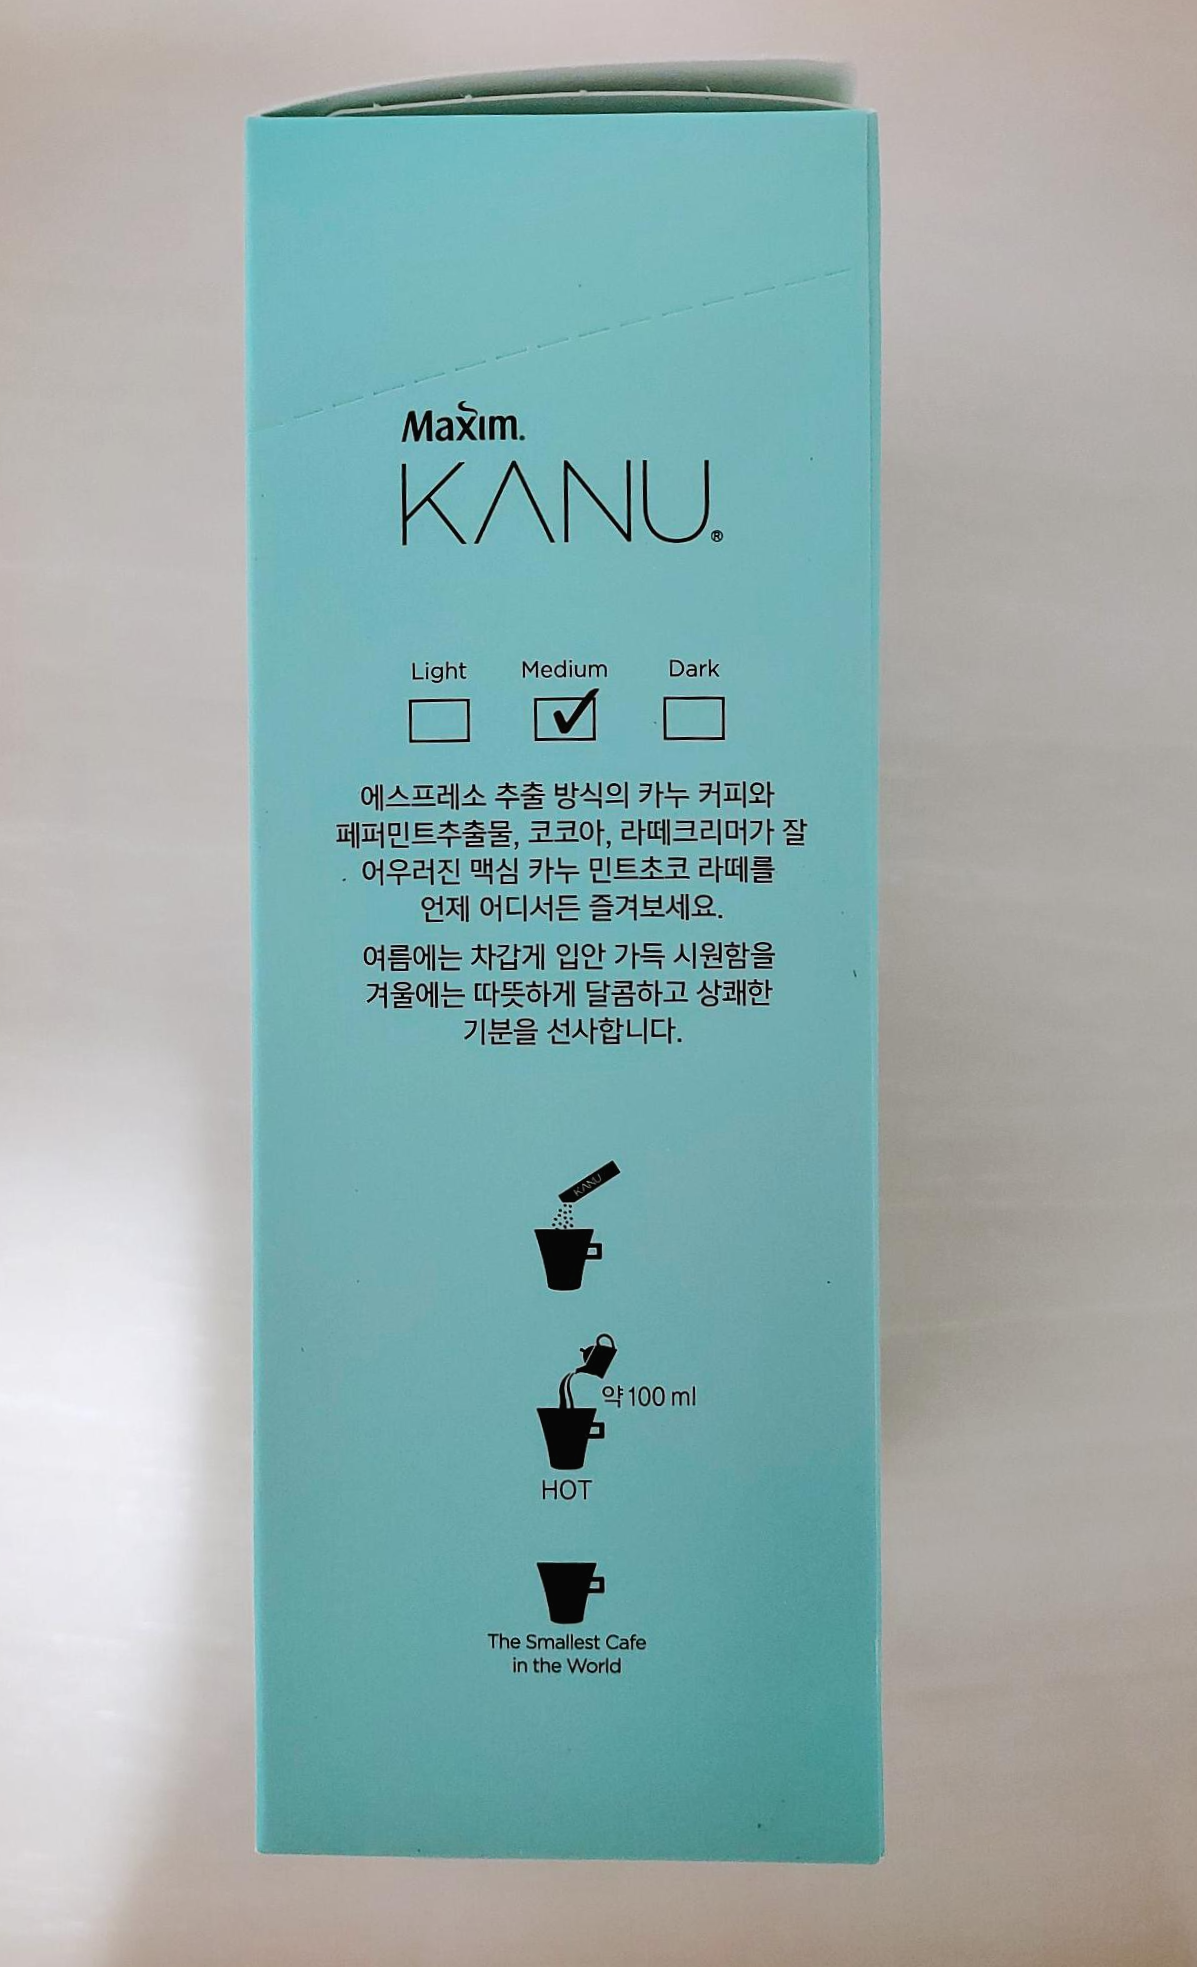 Maxim.
KANU®
Light Medium Dark
에스프레소 추출 방식의 카누 커피와
페퍼민트추출물, 코코아, 라떼크리머가 잘
어우러진 맥심 카누 민트초코 라떼를
언제 어디서든 즐겨보세요.
여름에는 차갑게 입안 가득 시원함을
겨울에는 따뜻하게 달콤하고 상쾌한
기분을 선사합니다.
KANU
약 100 ml
HOT
The Smallest Cafe
in the World